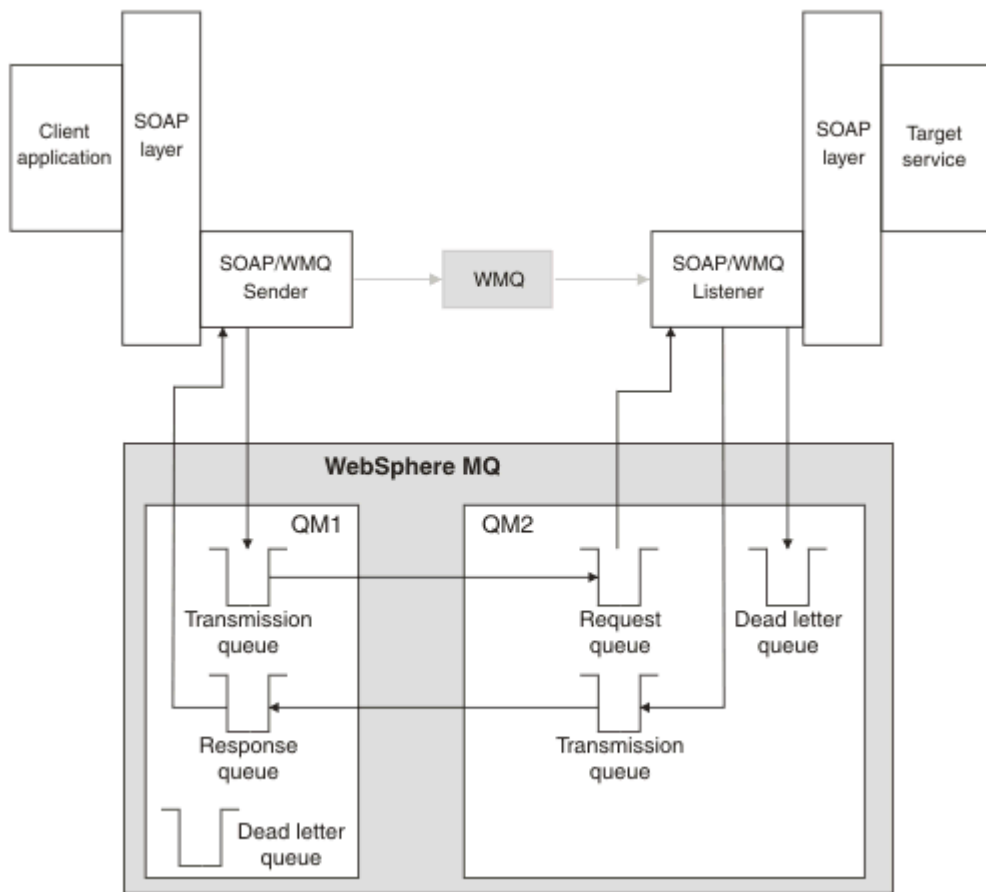 Client
application
SOAP
layer
SOAP
layer
Target
service
SOAP/WMQ
Sender
WMQ
SOAP/WMQ
Listener
WebSphere MQ
QM1
QM2
Transmission
queue
Request
queue
Dead letter
queue
Response
queue
Transmission
queue
Dead letter
queue